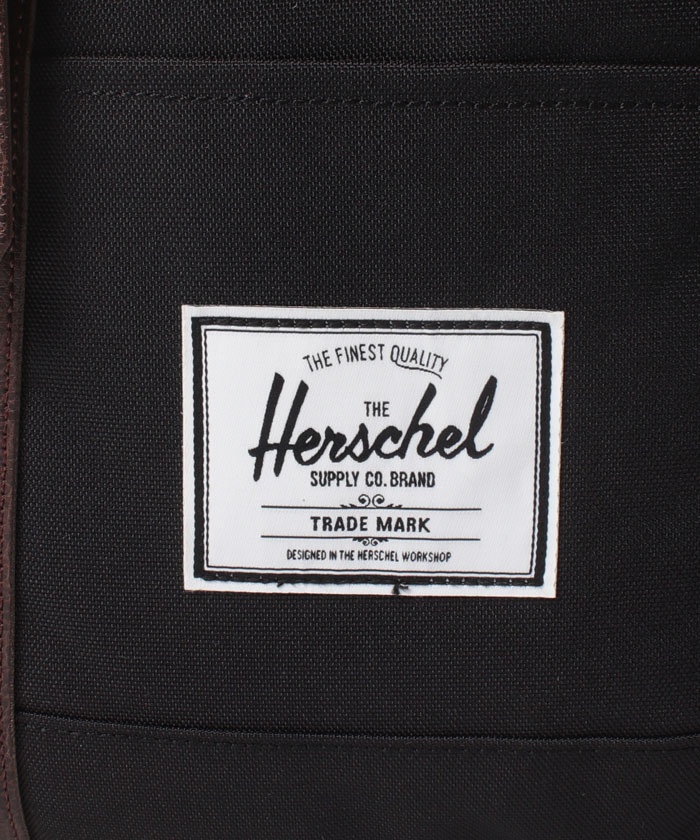 THE FINEST QUALITY
THE
Herschel
SUPPLY CO. BRAND
TRADE MARK
DESIGNED IN THE HERSCHEL WORKSHOP